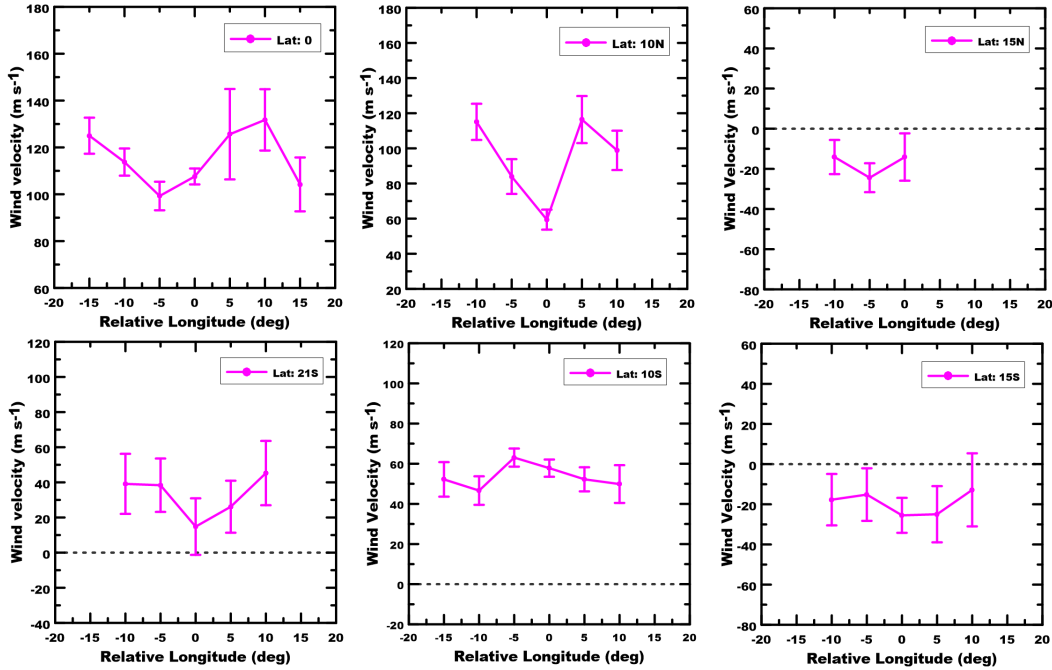 180
160
140
120
100
80
60
-20 -15 -10 -5 0 5 10 15 20
Wind velocity (m s-1)
Relative Longitude (deg)
Lat: 0
180
160
140
120
100
80
60
40
20
-20 -15 -10 -5 0 5 10 15 20
Wind velocity (m s-1)
Relative Longitude (deg)
Lat: 10N
60
40
20
0
-20
-40
-60
-80
-20 -15 -10 -5 0 5 10 15 20
Wind Velocity (m s-1)
Relative Longitude (deg)
Lat: 15N
120
100
80
60
40
20
0
-20
-40
-20 -15 -10 -5 0 5 10 15 20
Wind Velocity (m s-1)
Relative Longitude (deg)
Lat: 21S
120
100
80
60
40
20
0
-20
-20 -15 -10 -5 0 5 10 15 20
Wind Velocity (m s-1)
Relative Longitude (deg)
Lat: 10S
60
40
20
0
-20
-40
-60
-80
-20 -15 -10 -5 0 5 10 15 20
Wind Velocity (m s-1)
Relative Longitude (deg)
Lat: 15S